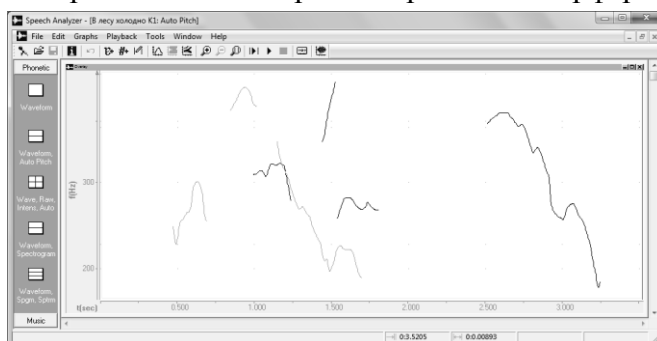 Speech Analyzer - [В лесу холодно К1: Auto Pitch]
File Edit Graphs Playback Tools Window Help
Phonetic
Waveform
Waveform, Auto Pitch
Wave, Raw, Intens, Auto
Waveform, Spectrogram
Waveform, Spgm, Sptrm
Music
f(Hz)
300
200
t(sec)
0.500 1.000 1.500 2.000 2.500 3.000
0:3.5205 0:0.00893